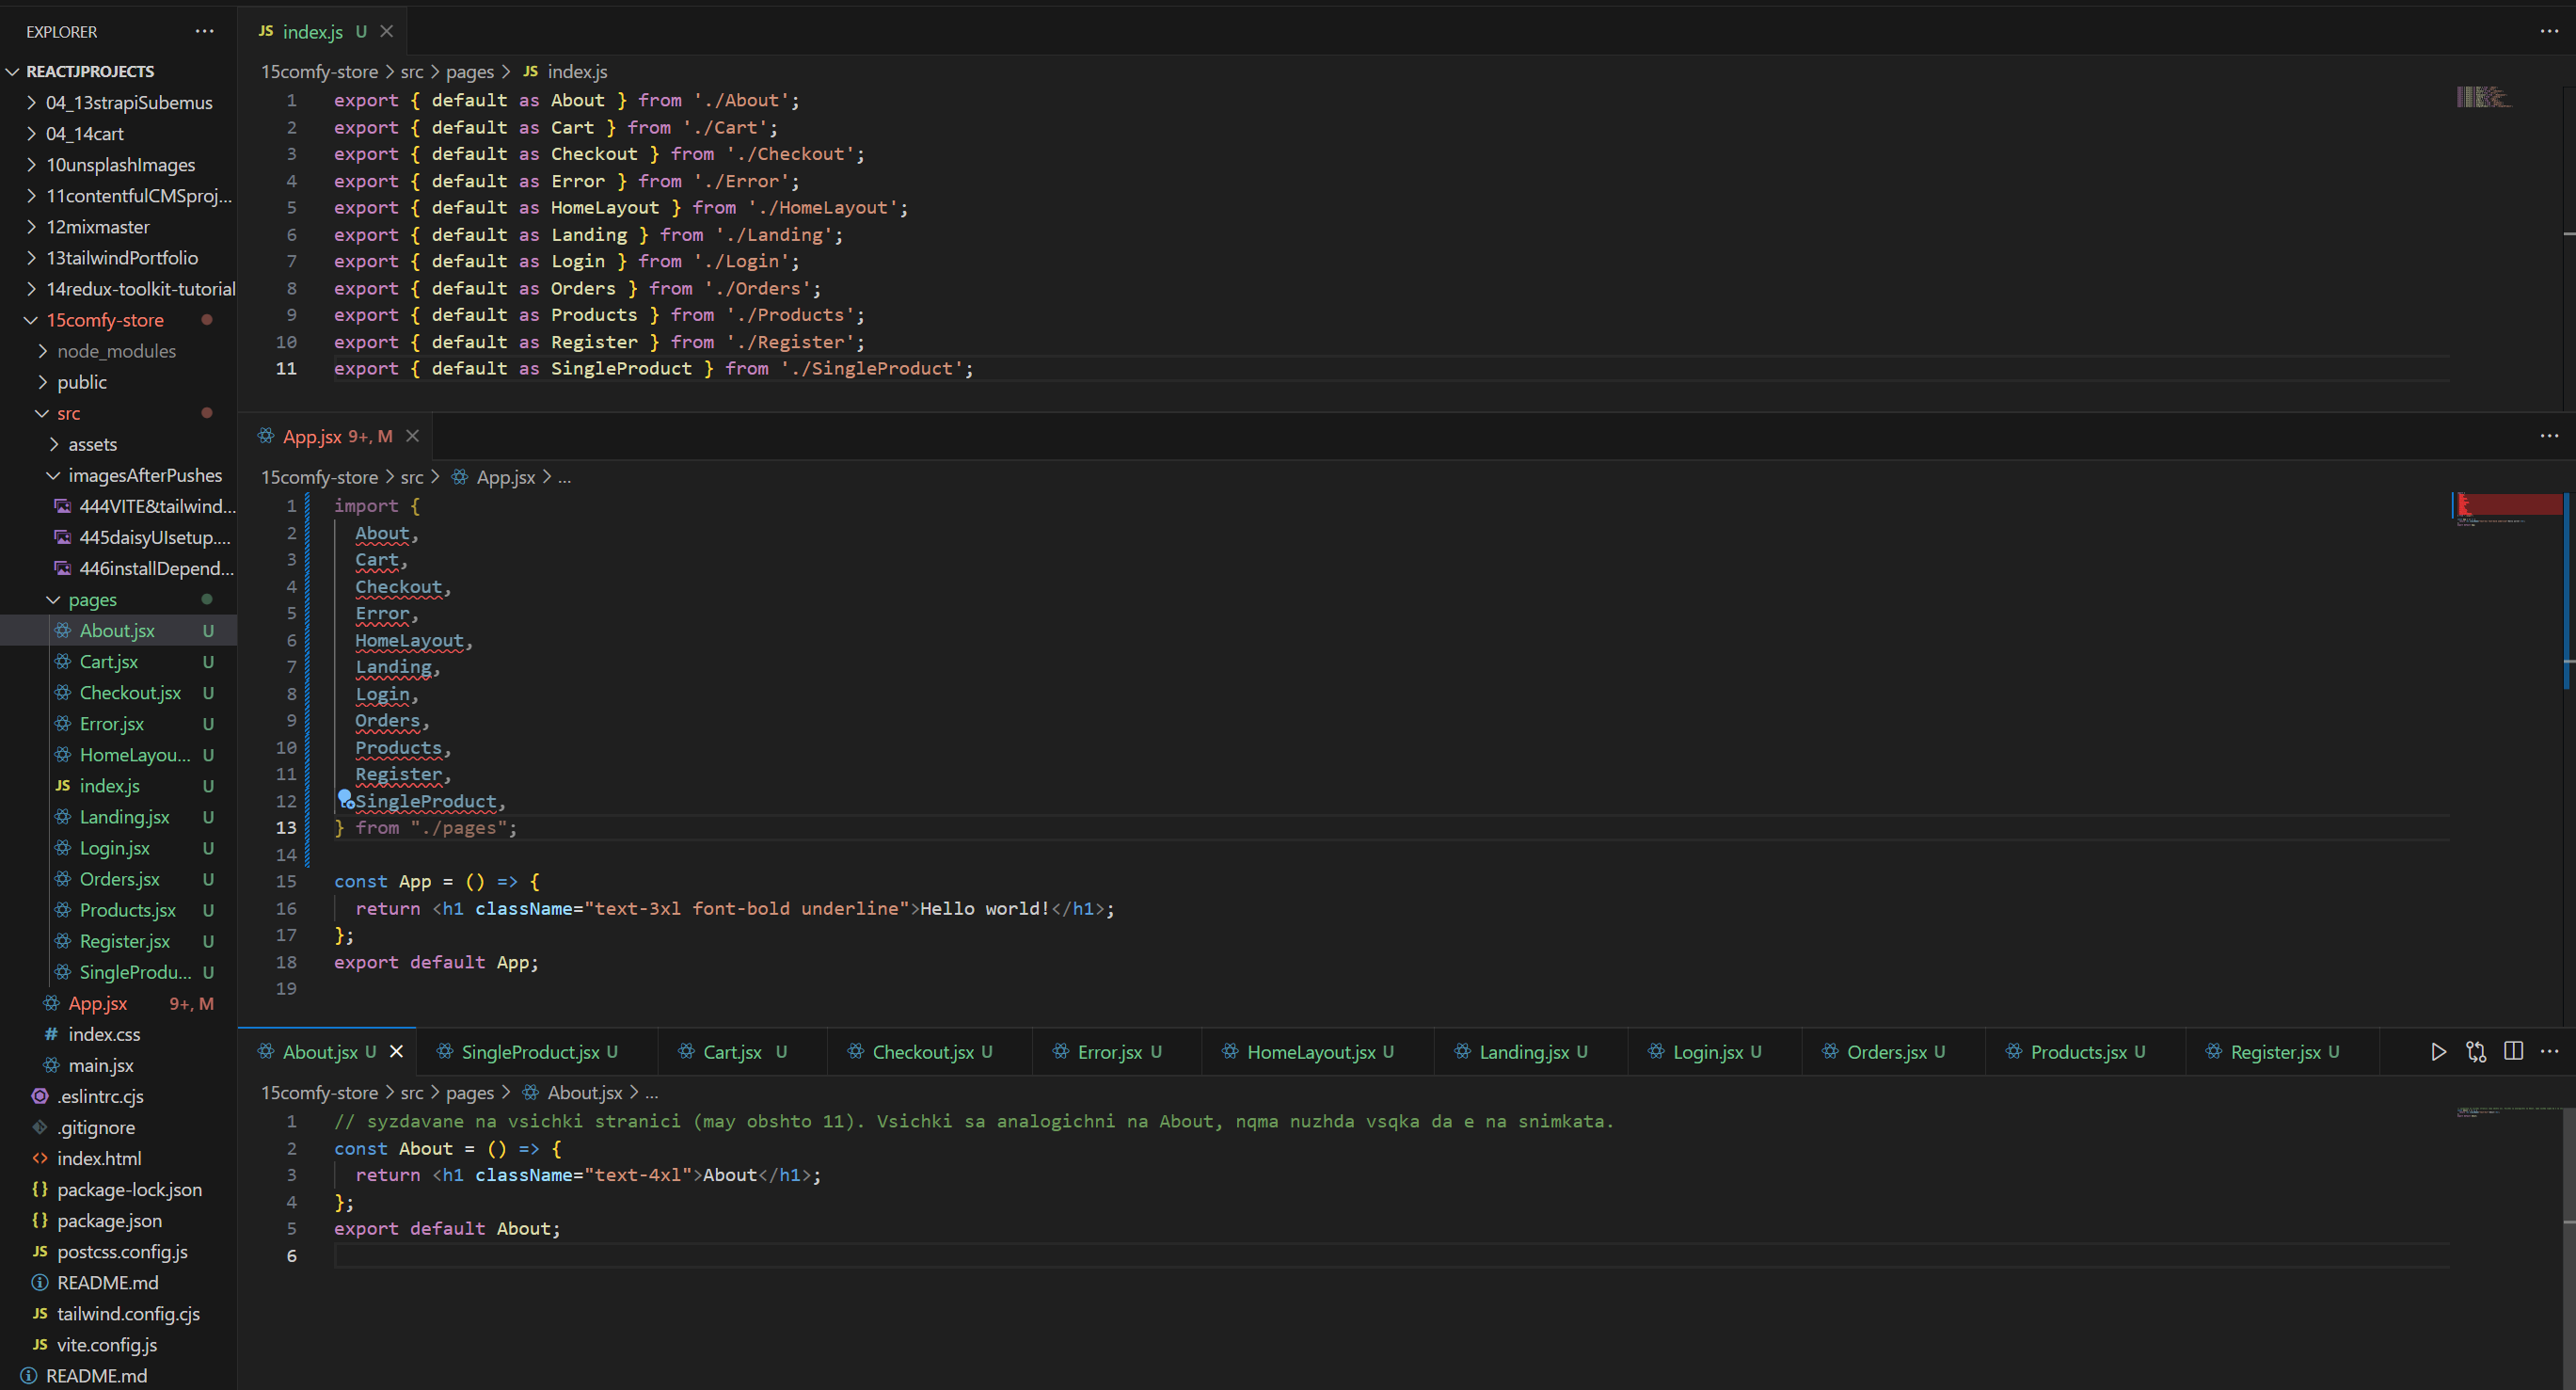 EXPLORER
REACTJPROJECTS
04_13strapiSubemus
04_14cart
10unsplashImages
11contentfulCMSproj...
12mixmaster
13tailwindPortfolio
14redux-toolkit-tutorial
15comfy-store
node_modules
public
src
assets
imagesAfterPushes
444VITE&tailwind...
445daisyUIsetup....
446installDepend...
pages
About.jsx U
Cart.jsx U
Checkout.jsx U
Error.jsx U
HomeLayou... U
JS index.js U
Landing.jsx U
Login.jsx U
Orders.jsx U
Products.jsx U
Register.jsx U
SingleProdu... U
App.jsx 9+, M
# index.css
main.jsx
.eslintrc.cjs
.gitignore
<> index.html
{} package-lock.json
{} package.json
JS postcss.config.js
README.md
JS tailwind.config.cjs
JS vite.config.js
README.md
JS index.js U
15comfy-store > src > pages > JS index.js
1 export { default as About } from './About';
2 export { default as Cart } from './Cart';
3 export { default as Checkout } from './Checkout';
4 export { default as Error } from './Error';
5 export { default as HomeLayout } from './HomeLayout';
6 export { default as Landing } from './Landing';
7 export { default as Login } from './Login';
8 export { default as Orders } from './Orders';
9 export { default as Products } from './Products';
10 export { default as Register } from './Register';
11 export { default as SingleProduct } from './SingleProduct';
App.jsx 9+, M
15comfy-store > src > App.jsx > ...
1 import {
2 About,
3 Cart,
4 Checkout,
5 Error,
6 HomeLayout,
7 Landing,
8 Login,
9 Orders,
10 Products,
11 Register,
12 SingleProduct,
13 } from "./pages";
14
15 const App = () => {
16 return <h1 className="text-3xl font-bold underline">Hello world!</h1>;
17 };
18 export default App;
19
About.jsx U SingleProduct.jsx U Cart.jsx U Checkout.jsx U Error.jsx U HomeLayout.jsx U Landing.jsx U Login.jsx U Orders.jsx U Products.jsx U Register.jsx U
15comfy-store > src > pages > About.jsx > ...
1 // syzdavane na vsichki stranici (may obshto 11). Vsichki sa analogichni na About, nqma nuzhda vsqka da e na snimkata.
2 const About = () => {
3 return <h1 className="text-4xl">About</h1>;
4 };
5 export default About;
6